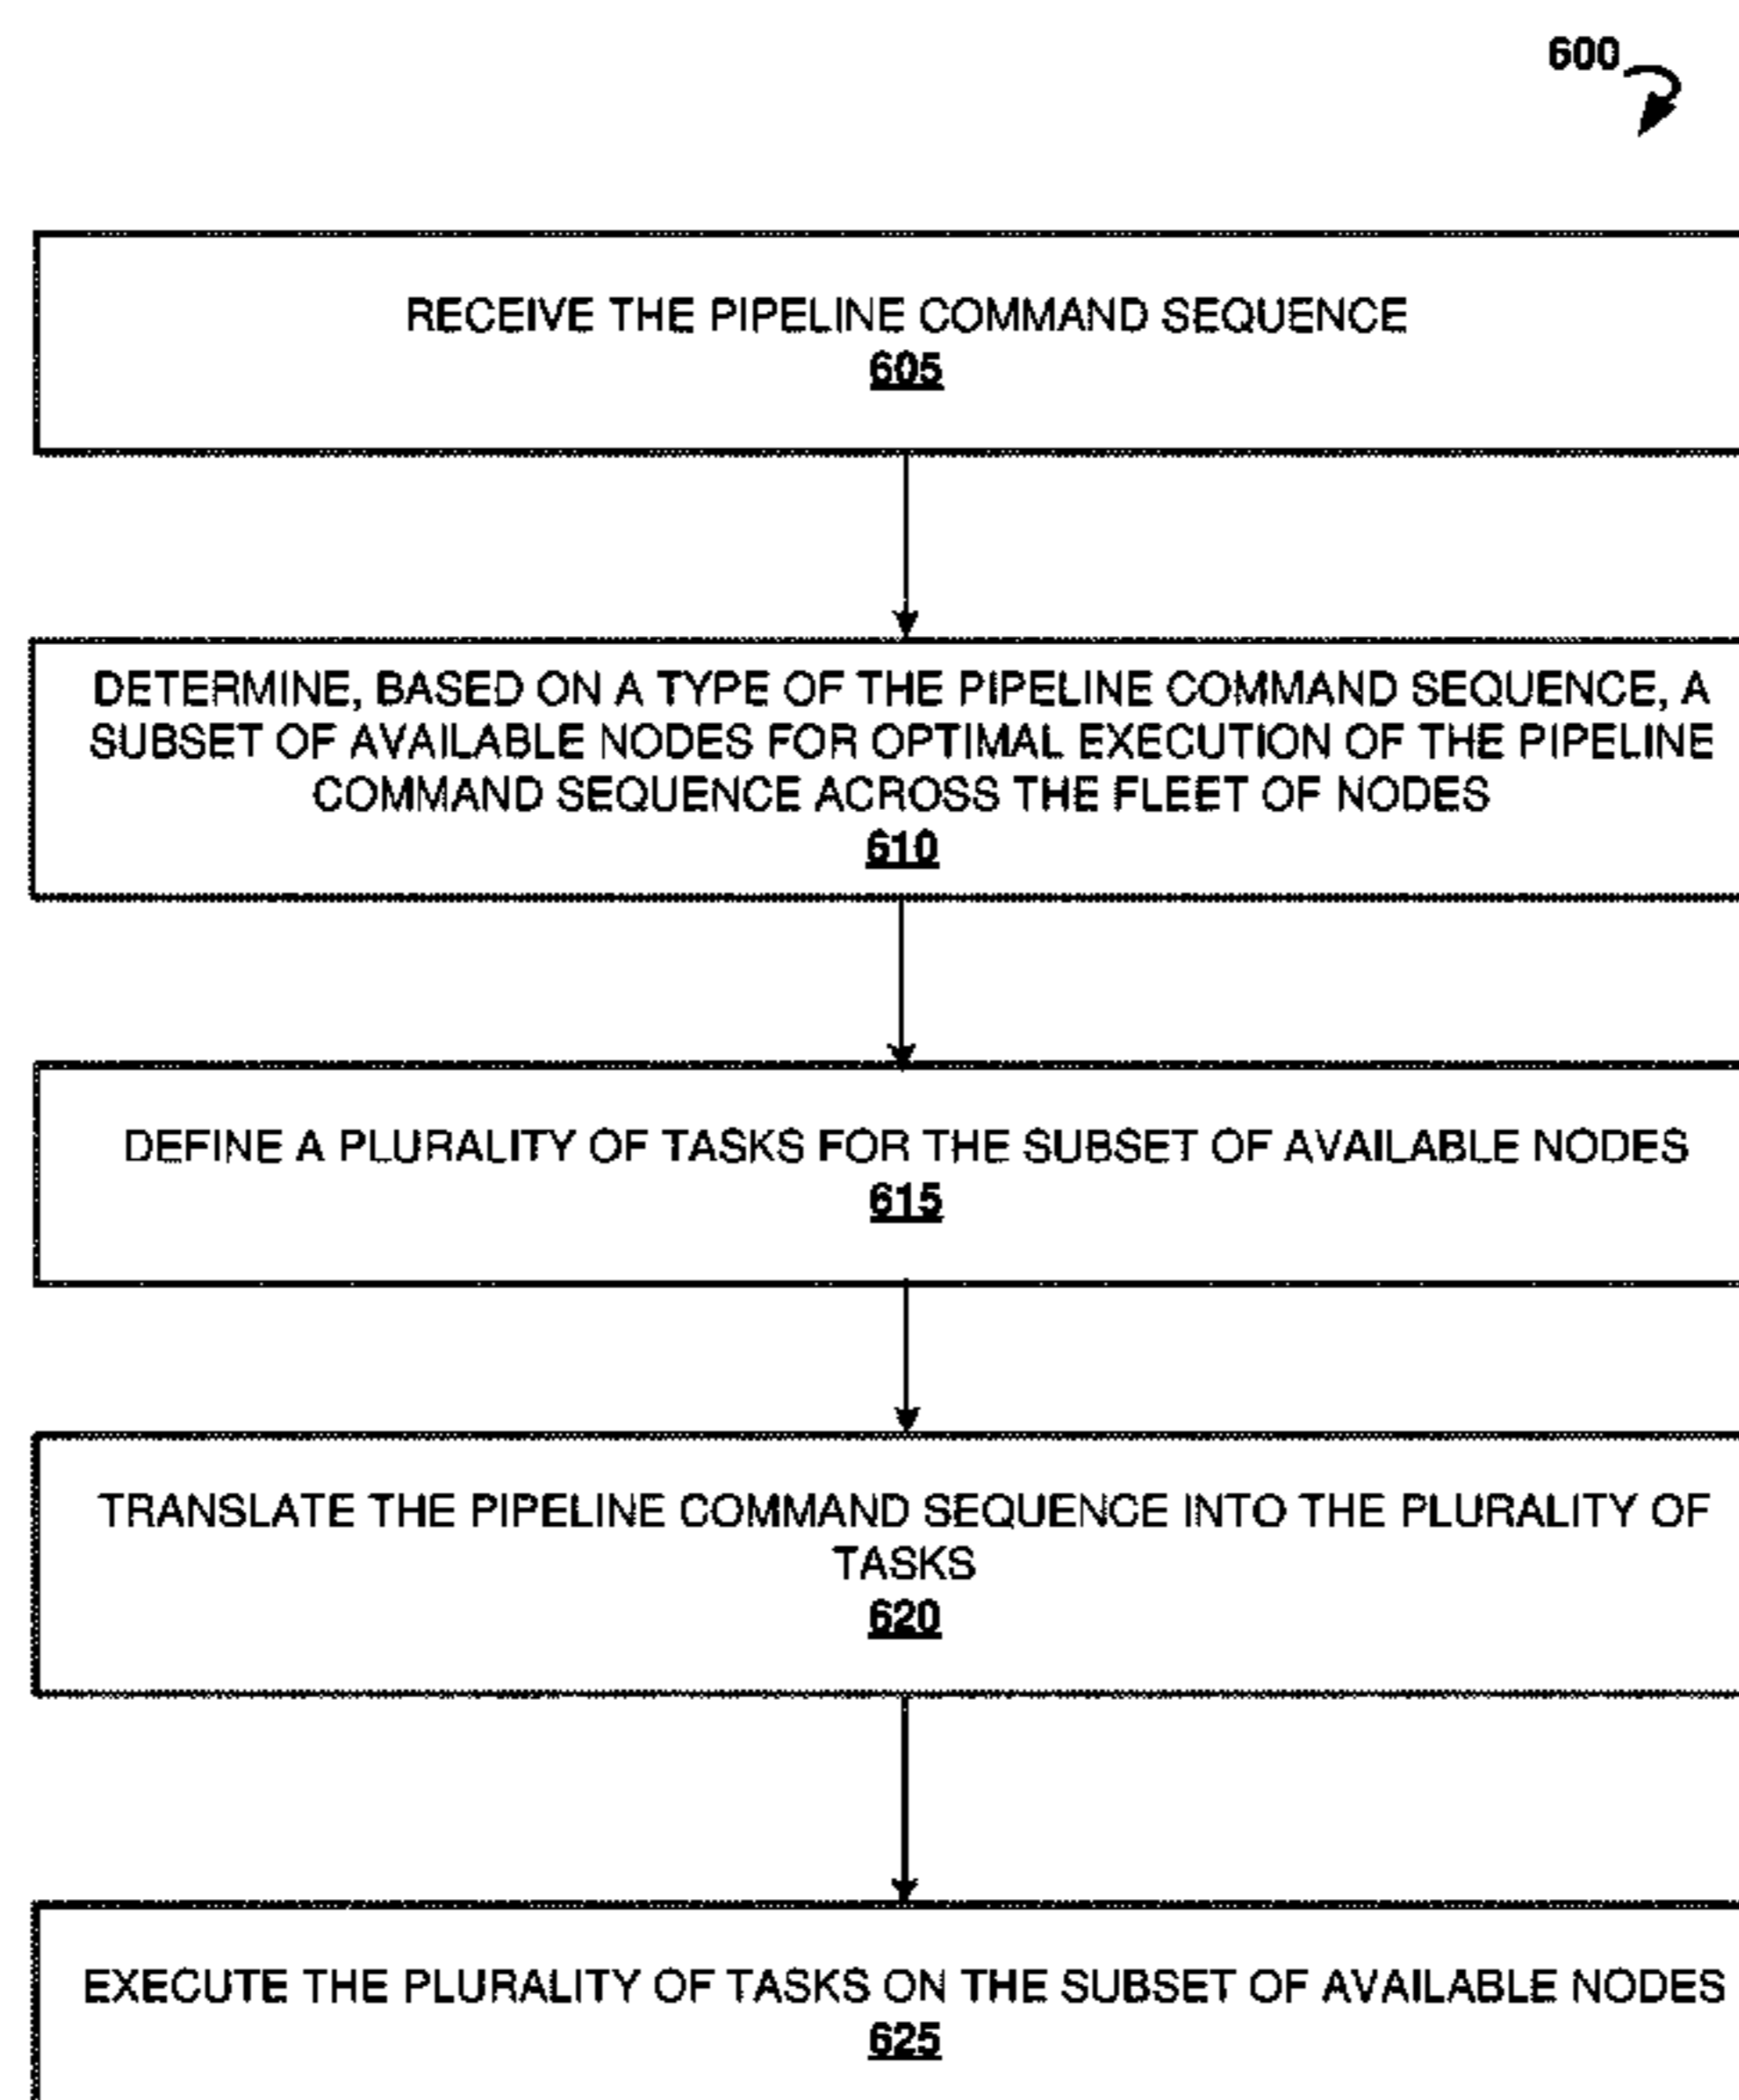 600
RECEIVE THE PIPELINE COMMAND SEQUENCE
605
DETERMINE, BASED ON A TYPE OF THE PIPELINE COMMAND SEQUENCE, A
SUBSET OF AVAILABLE NODES FOR OPTIMAL EXECUTION OF THE PIPELINE
COMMAND SEQUENCE ACROSS THE FLEET OF NODES
610
DEFINE A PLURALITY OF TASKS FOR THE SUBSET OF AVAILABLE NODES
615
TRANSLATE THE PIPELINE COMMAND SEQUENCE INTO THE PLURALITY OF
TASKS
620
EXECUTE THE PLURALITY OF TASKS ON THE SUBSET OF AVAILABLE NODES
625